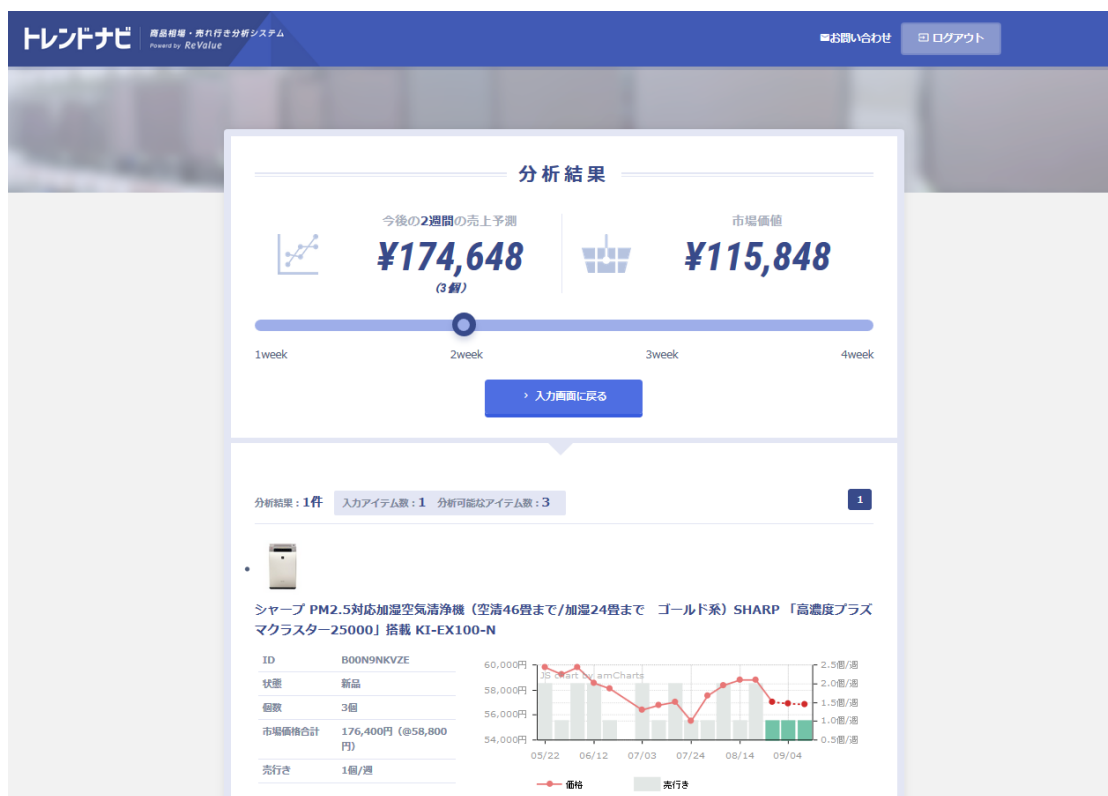 トレンドナビ
商品相場・売れ行き分析システム
Powered by ReValue
お問い合わせ
ログアウト
分析結果
今後の2週間の売上予測
¥174,648
(3個)
市場価値
¥115,848
1week 2week 3week 4week
› 入力画面に戻る
分析結果：1件 入力アイテム数：1 分析可能なアイテム数：3
1
シャープ PM2.5対応加湿空気清浄機（空清46畳まで/加湿24畳まで　ゴールド系）SHARP 「高濃度プラズ
マクラスター25000」搭載 KI-EX100-N
ID B00N9NKVZE
状態 新品
個数 3個
市場価格合計 176,400円（@58,800
円）
売行き 1個/週
JS chart by amCharts
60,000円
58,000円
56,000円
54,000円
2.5個/週
2.0個/週
1.5個/週
1.0個/週
0.5個/週
05/22 06/12 07/03 07/24 08/14 09/04
価格 売行き